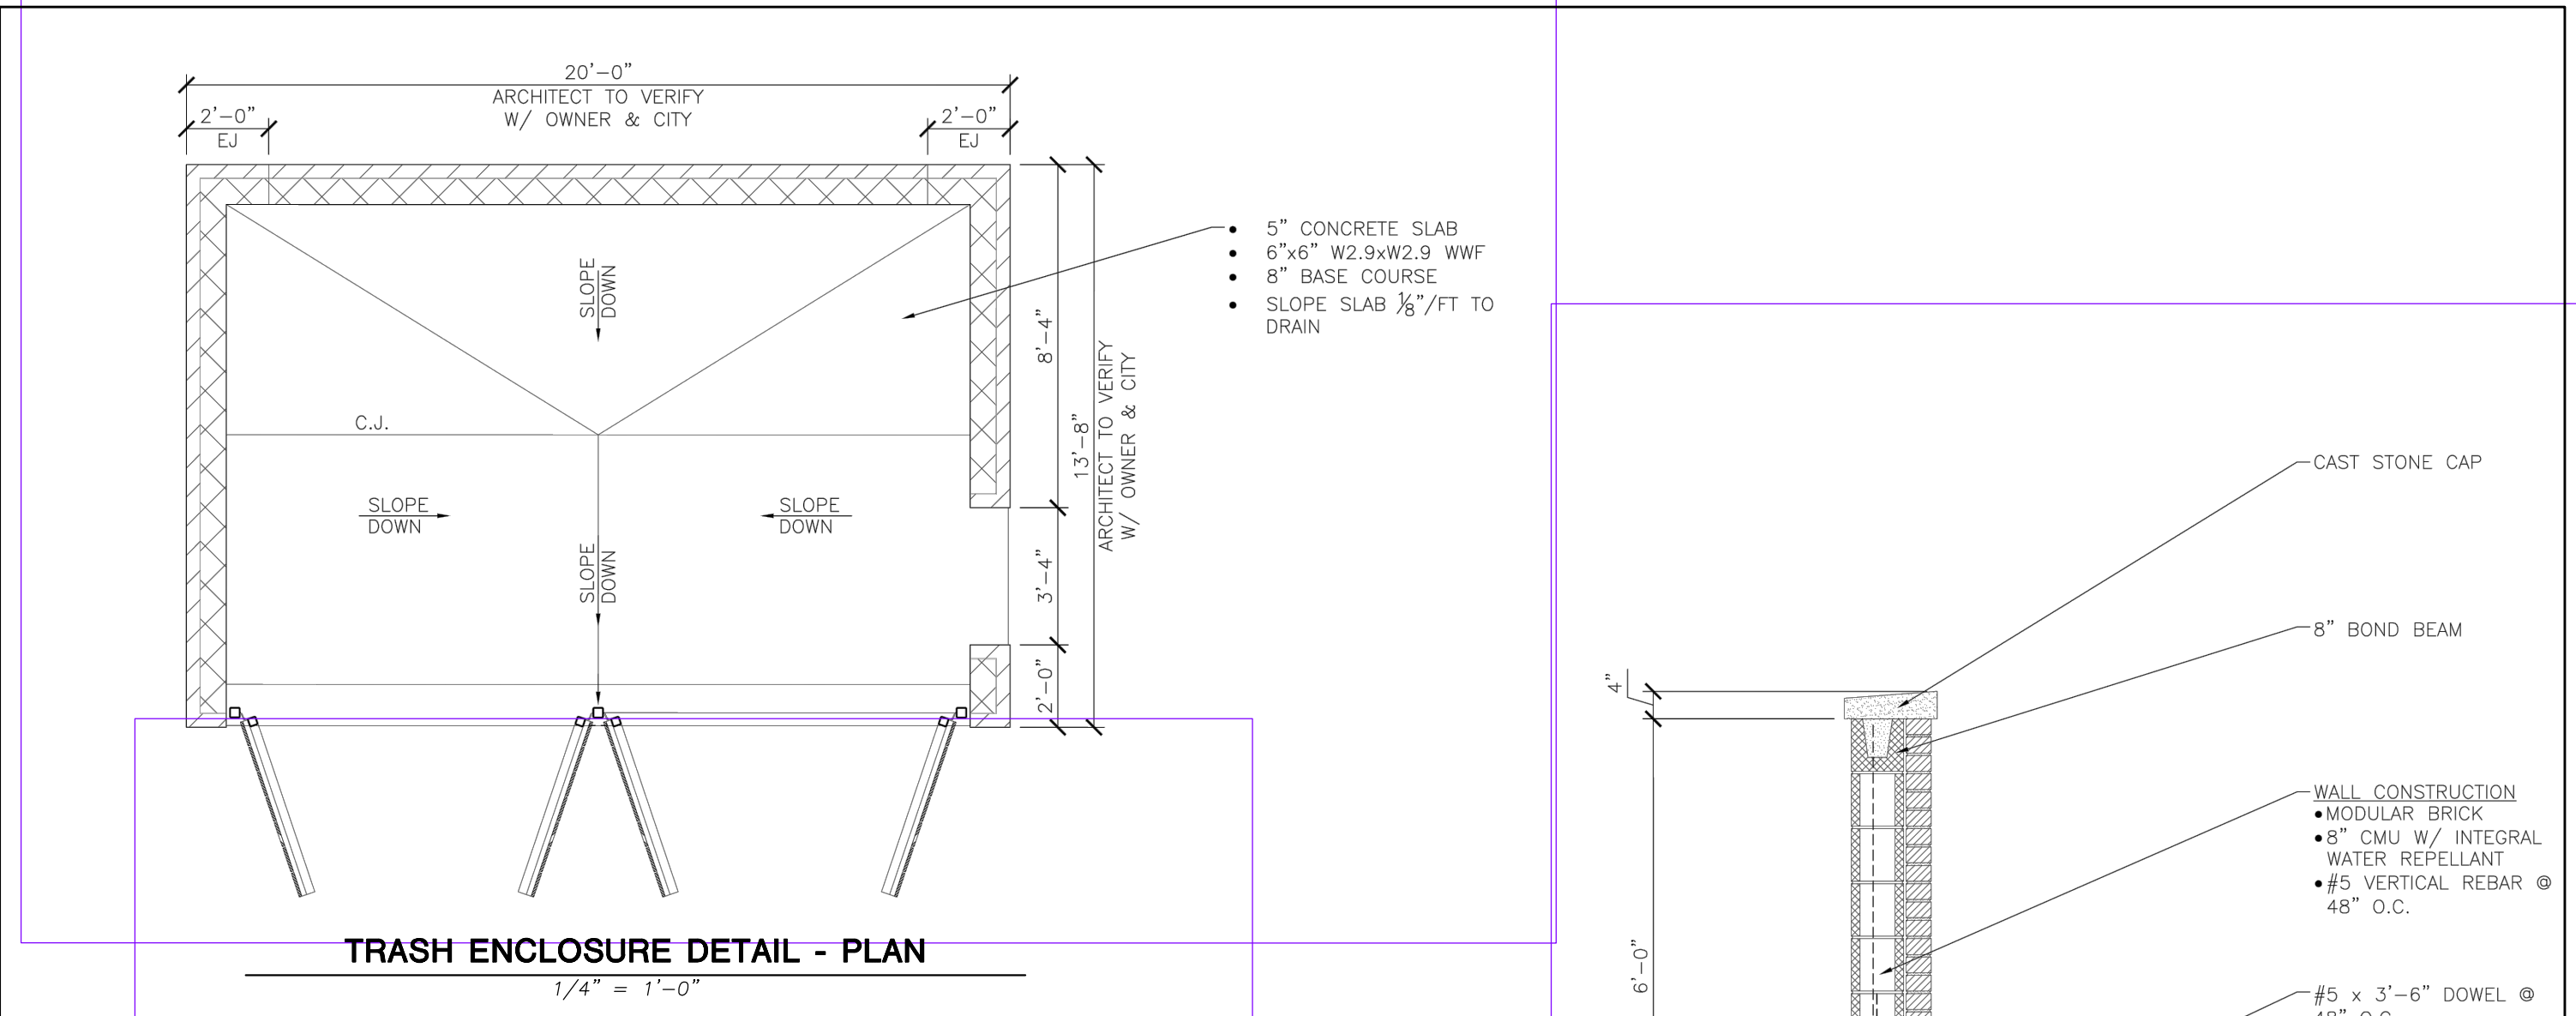 20'-0"
ARCHITECT TO VERIFY
W/ OWNER & CITY
2'-0"
EJ
2'-0"
EJ
SLOPE
DOWN
8'-4"
13'-8"
ARCHITECT TO VERIFY
W/ OWNER & CITY
3'-4"
2'-0"
C.J.
SLOPE
DOWN
SLOPE
DOWN
SLOPE
DOWN
• 5" CONCRETE SLAB
• 6"x6" W2.9xW2.9 WWF
• 8" BASE COURSE
• SLOPE SLAB 1/8"/FT TO
DRAIN
TRASH ENCLOSURE DETAIL - PLAN
1/4" = 1'-0"
CAST STONE CAP
8" BOND BEAM
4"
WALL CONSTRUCTION
•MODULAR BRICK
•8" CMU W/ INTEGRAL
WATER REPELLANT
•#5 VERTICAL REBAR @
48" O.C.
6'-0"
#5 x 3'-6" DOWEL @